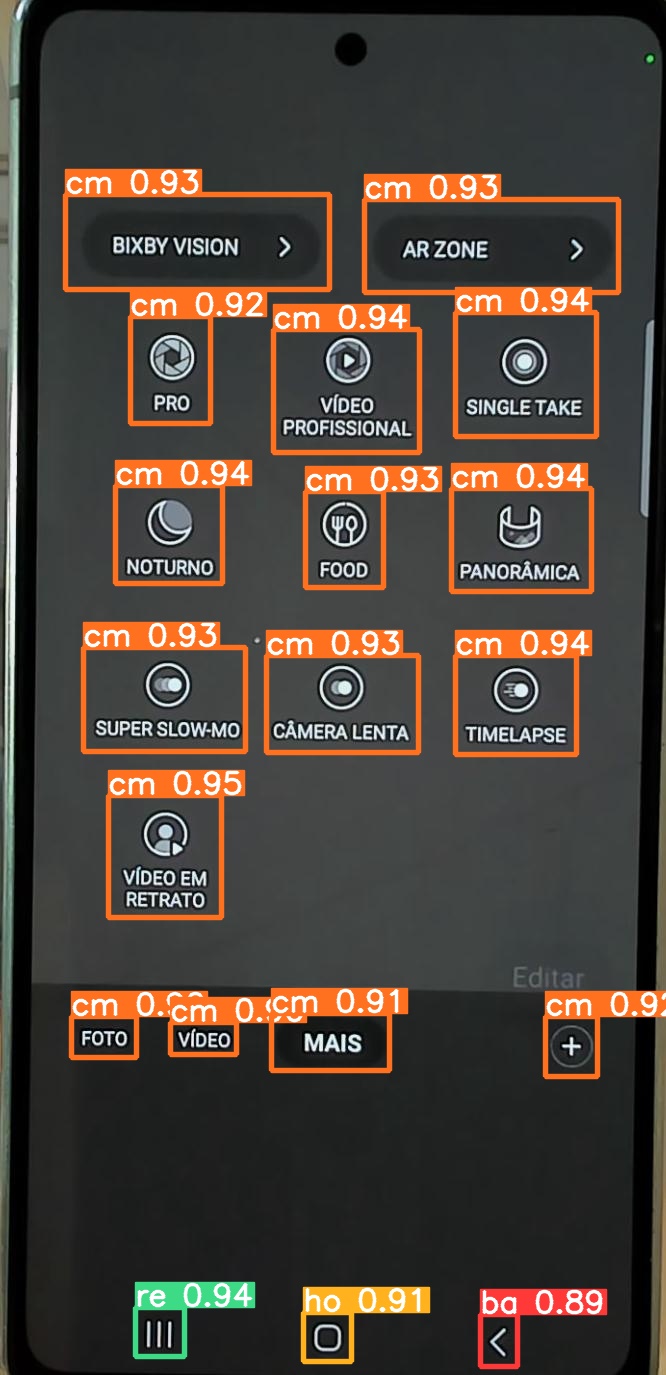 cm 0.93
cm 0.93
BIXBY VISION
AR ZONE
cm 0.92
cm 0.94
cm 0.94
PRO
VÍDEO
PROFISSIONAL
SINGLE TAKE
cm 0.94
cm 0.93
cm 0.94
NOTURNO
FOOD
PANORÂMICA
cm 0.93
cm 0.93
cm 0.94
SUPER SLOW-MO
CÂMERA LENTA
TIMELAPSE
cm 0.95
VÍDEO EM
RETRATO
Editar
cm
cm
cm 0.91
cm 0.92
FOTO
VÍDEO
MAIS
re 0.94
ho 0.91
ba 0.89